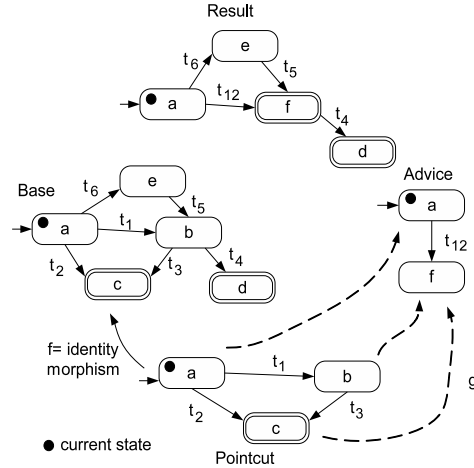 Result
e
t6
t5
a
t12
f
t4
d
Base
Advice
e
t6
t5
a
t1
b
t2
t3
t4
c
d
a
t12
f
f= identity
morphism
a
t1
b
t2
t3
c
g
current state
Pointcut